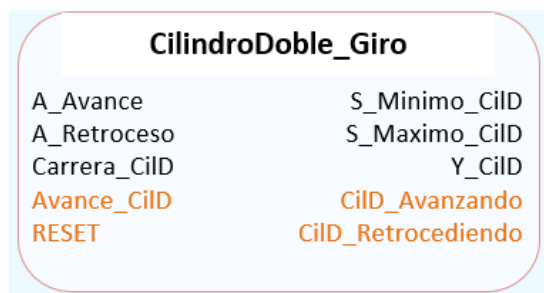 CilindroDoble_Giro
A_Avance S_Minimo_CilD
A_Retroceso S_Maximo_CilD
Carrera_CilD Y_CilD
Avance_CilD CilD_Avanzando
RESET CilD_Retrocediendo